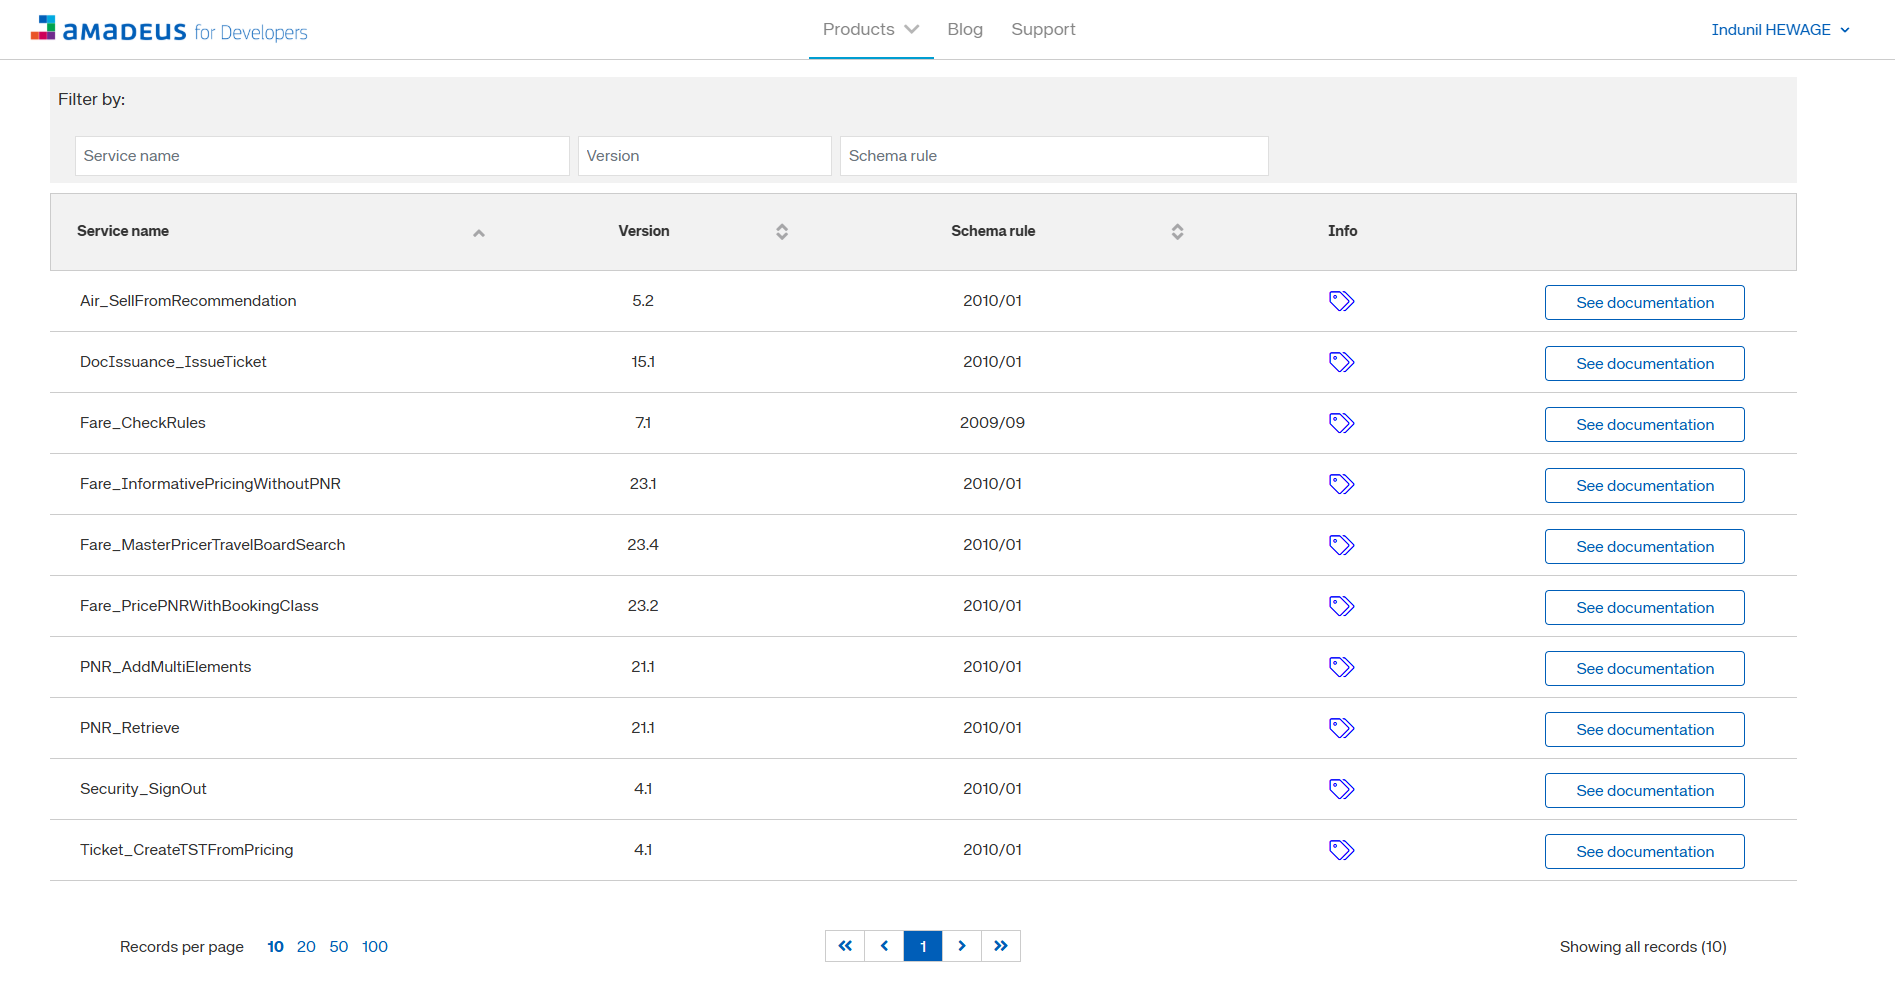 amadeus for Developers
Products Blog Support
Indunil HEWAGE
Filter by:
Service name Version Schema rule
Service name Version Schema rule Info
Air_SellFromRecommendation 5.2 2010/01 See documentation
DocIssuance_IssueTicket 15.1 2010/01 See documentation
Fare_CheckRules 7.1 2009/09 See documentation
Fare_InformativePricingWithoutPNR 23.1 2010/01 See documentation
Fare_MasterPricerTravelBoardSearch 23.4 2010/01 See documentation
Fare_PricePNRWithBookingClass 23.2 2010/01 See documentation
PNR_AddMultiElements 21.1 2010/01 See documentation
PNR_Retrieve 21.1 2010/01 See documentation
Security_SignOut 4.1 2010/01 See documentation
Ticket_CreateTSTFromPricing 4.1 2010/01 See documentation
Records per page 10 20 50 100 « ‹ 1 › » Showing all records (10)